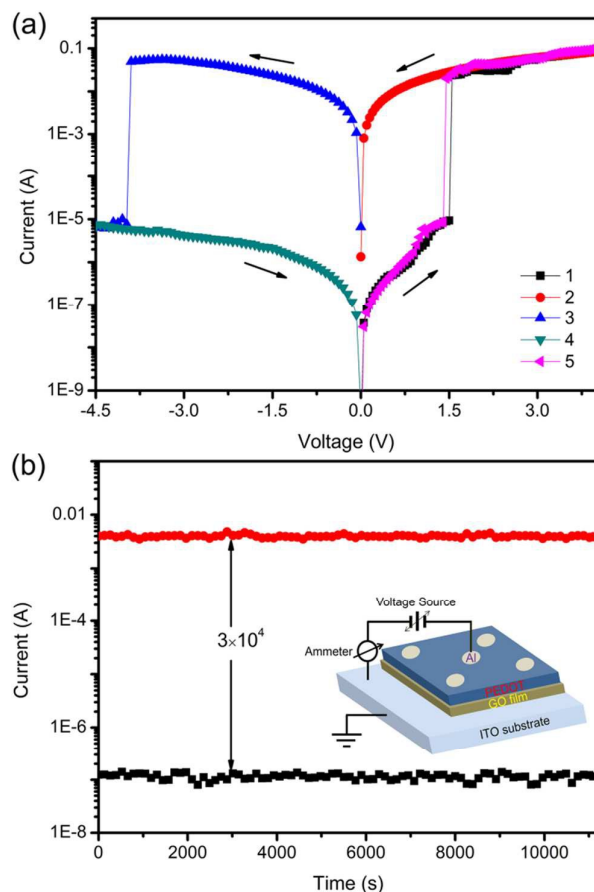 (a)
0.1
1E-3
1E-5
1E-7
1E-9
Current (A)
-4.5 -3.0 -1.5 0.0 1.5 3.0
Voltage (V)
1
2
3
4
5
(b)
0.01
1E-4
1E-6
1E-8
Current (A)
3×10⁴
Voltage Source
Ammeter
Al
GO film
ITO substrate
0 2000 4000 6000 8000 10000
Time (s)